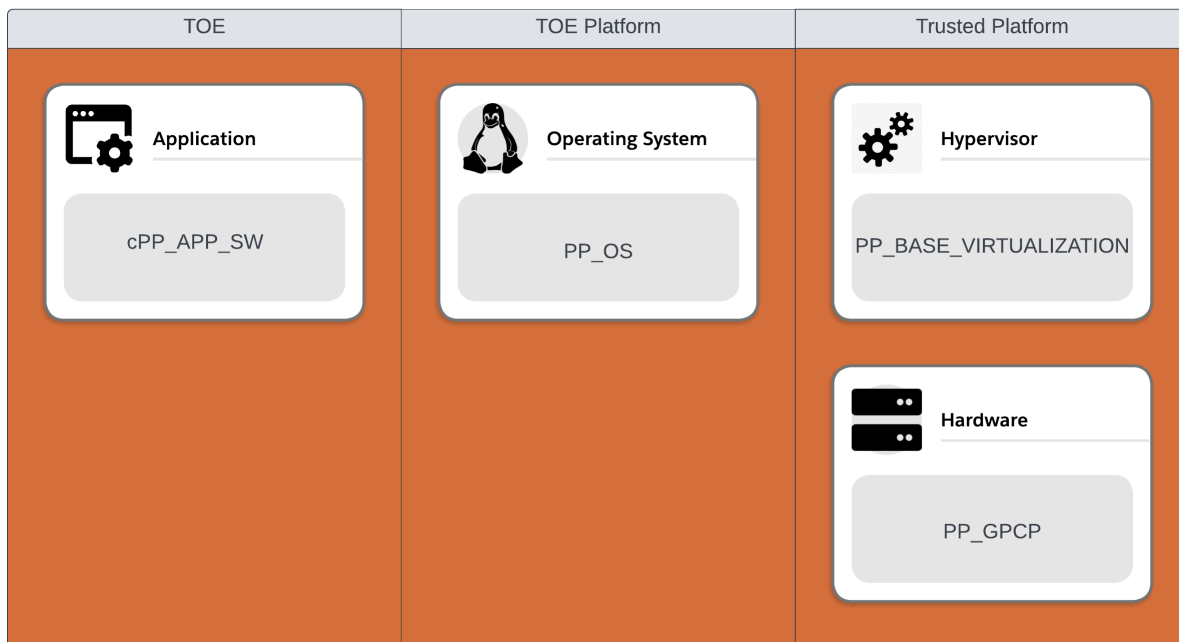 TOE
TOE Platform
Trusted Platform
Application
cPP_APP_SW
Operating System
PP_OS
Hypervisor
PP_BASE_VIRTUALIZATION
Hardware
PP_GPCP